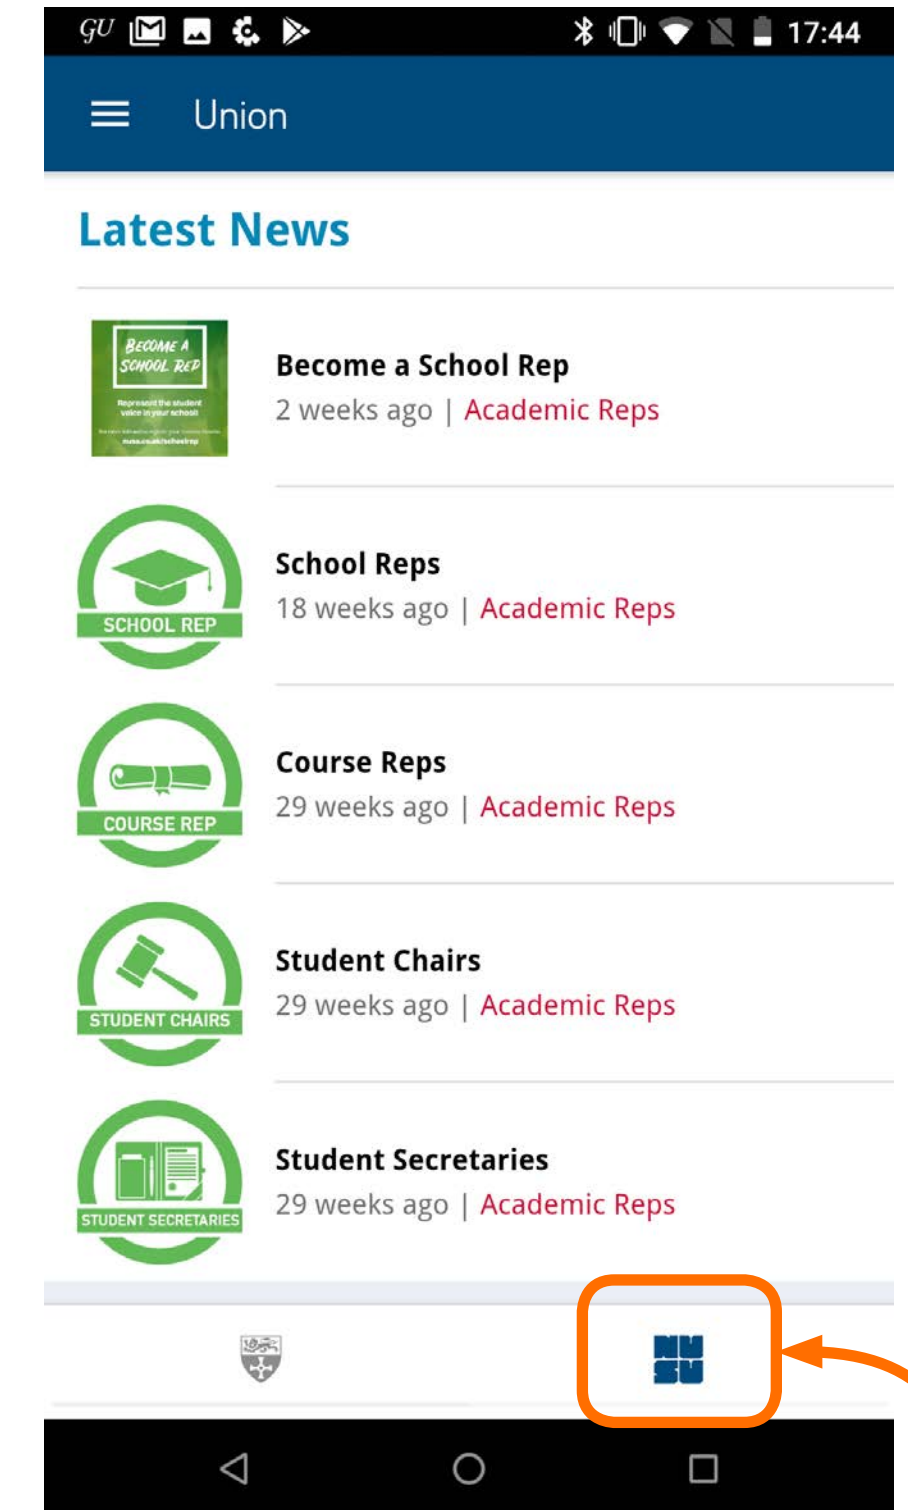 GU 17:44
Union
Latest News
BECOME A
SCHOOL REP
Represent the student
voice in your school!
nusu.co.uk/schoolrep
Become a School Rep
2 weeks ago | Academic Reps
SCHOOL REP
School Reps
18 weeks ago | Academic Reps
COURSE REP
Course Reps
29 weeks ago | Academic Reps
STUDENT CHAIRS
Student Chairs
29 weeks ago | Academic Reps
STUDENT SECRETARIES
Student Secretaries
29 weeks ago | Academic Reps
NU
SU